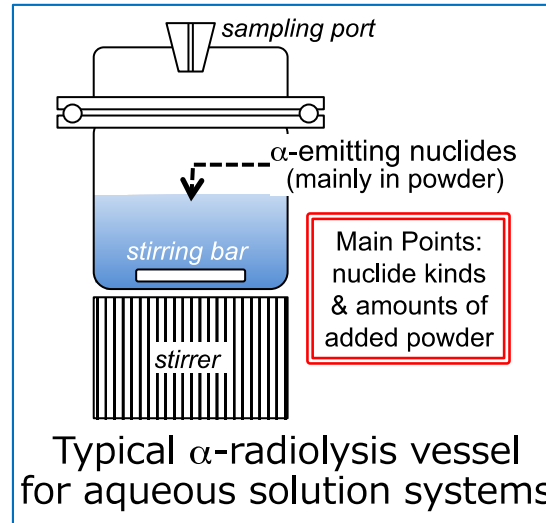 sampling port
α-emitting nuclides
(mainly in powder)
stirring bar
Main Points:
nuclide kinds
& amounts of
added powder
stirrer
Typical α-radiolysis vessel
for aqueous solution systems